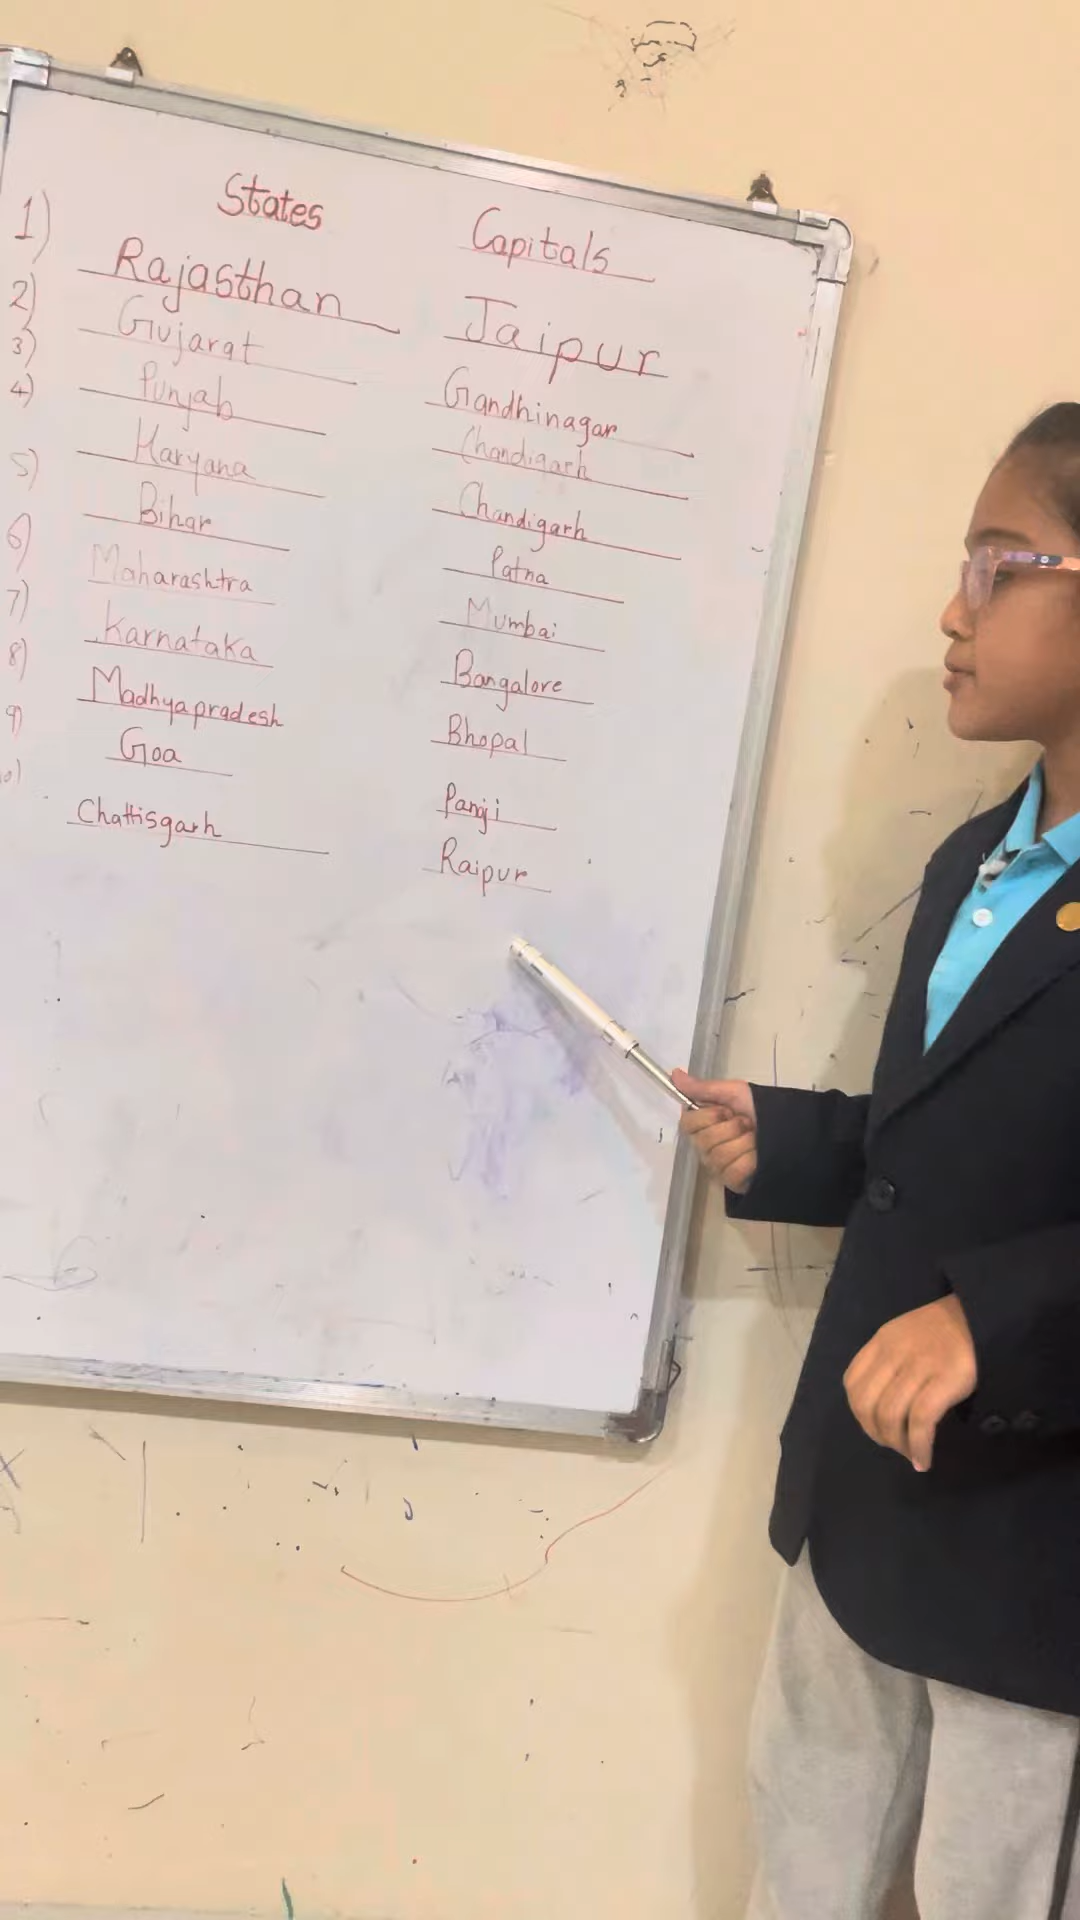 States Capitals
1) Rajasthan Jaipur
2) Gujarat Gandhinagar
3) Punjab Chandigarh
4) Haryana Chandigarh
5) Bihar Patna
6) Maharashtra Mumbai
7) Karnataka Bangalore
8) Madhyapradesh Bhopal
9) Goa Panji
10) Chattisgarh Raipur